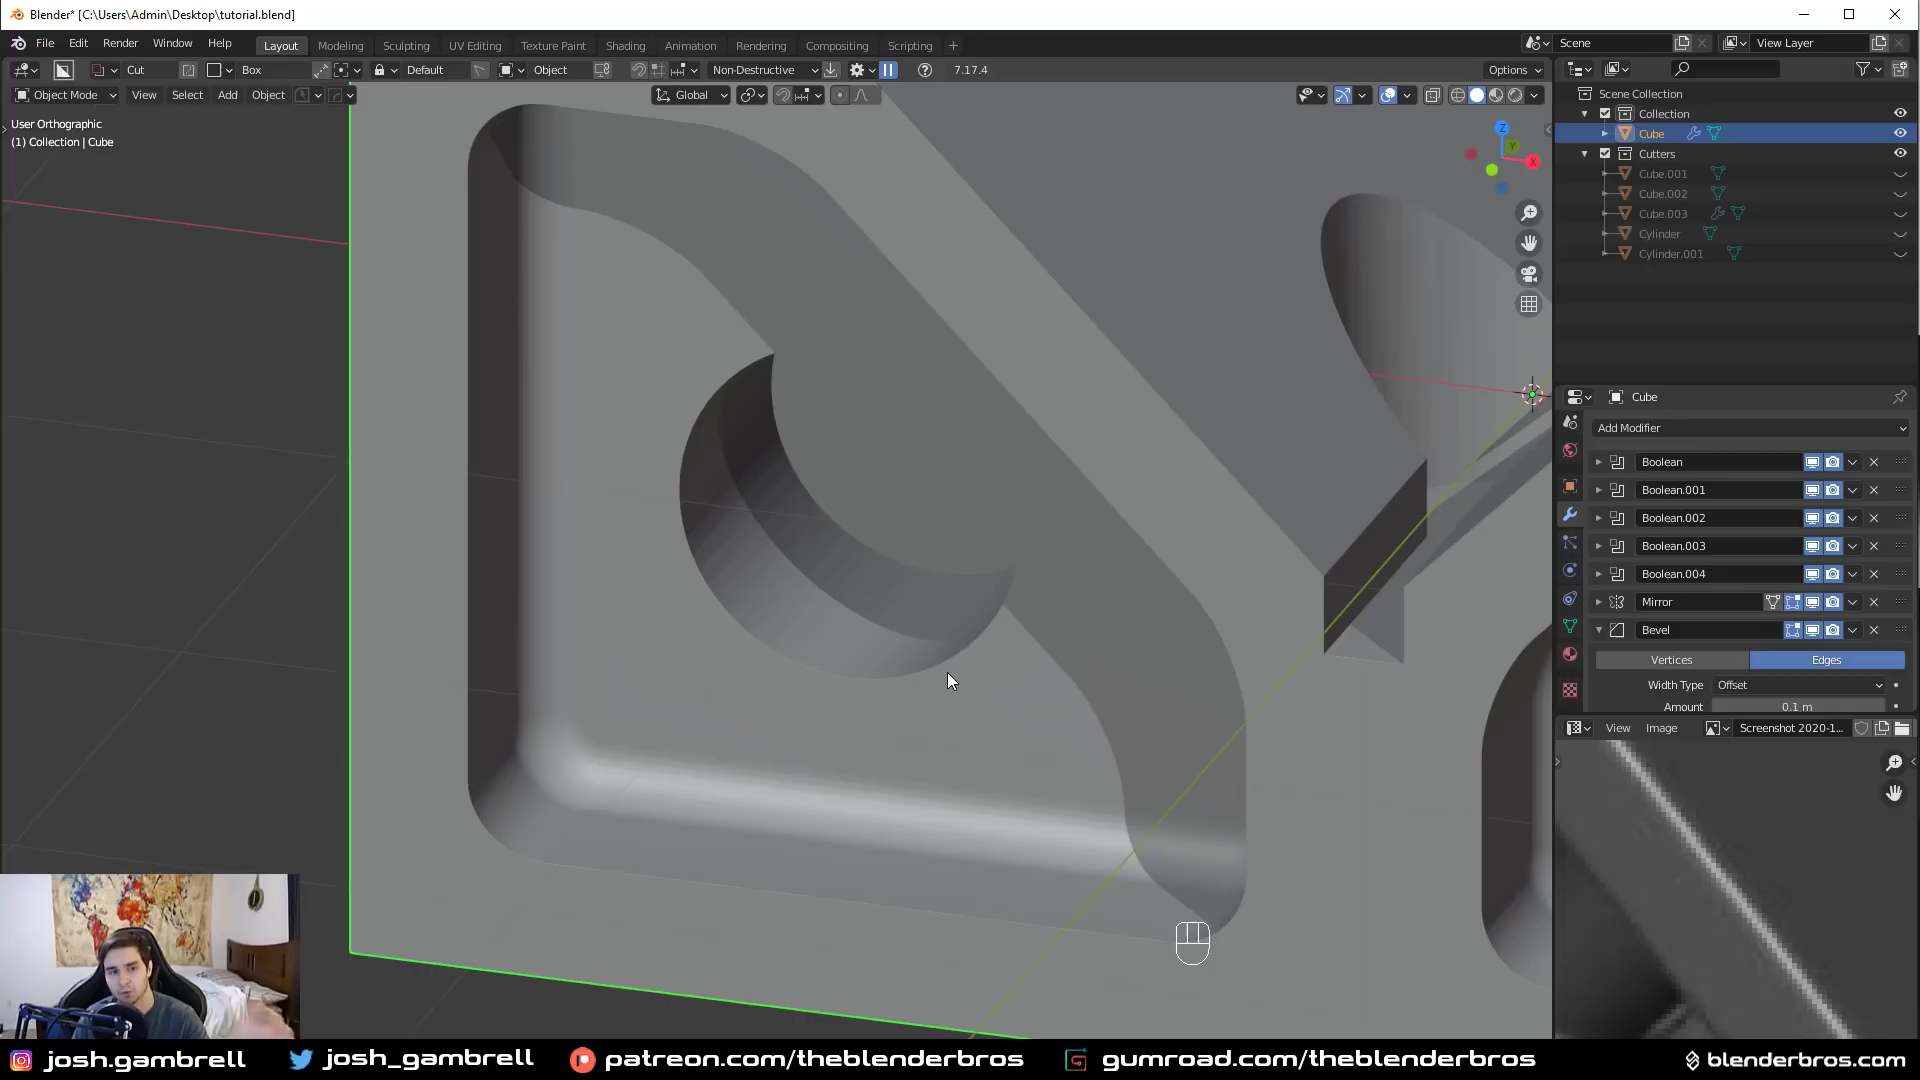 Blender* [C:\Users\Admin\Desktop\tutorial.blend]
File Edit Render Window Help Layout Modeling Sculpting UV Editing Texture Paint Shading Animation Rendering Compositing Scripting + Scene View Layer
Cut Box Default Object Non-Destructive 7.17.4 Options
Object Mode View Select Add Object Global
User Orthographic
(1) Collection | Cube
Z
Y
X
Scene Collection
Collection
Cube
Cutters
Cube.001
Cube.002
Cube.003
Cylinder
Cylinder.001
Cube
Add Modifier
Boolean
Boolean.001
Boolean.002
Boolean.003
Boolean.004
Mirror
Bevel
Vertices Edges
Width Type Offset
Amount 0.1 m
View Image Screenshot 2020-1...
josh.gambrell josh_gambrell patreon.com/theblenderbros gumroad.com/theblenderbros blenderbros.com